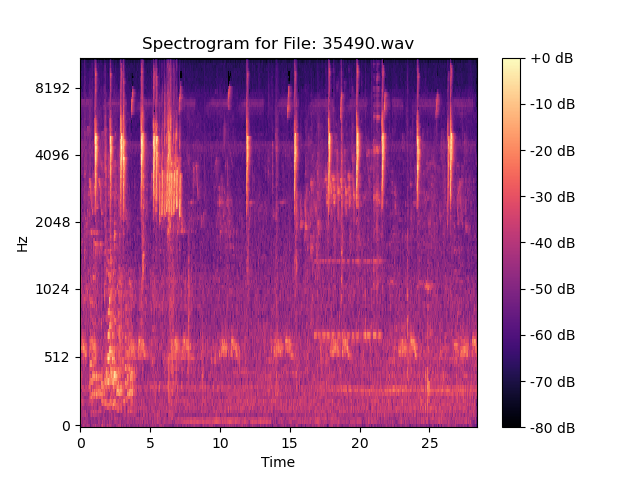 Spectrogram for File: 35490.wav
8192
4096
2048
1024
512
0
Hz
0 5 10 15 20 25
Time
+0 dB
-10 dB
-20 dB
-30 dB
-40 dB
-50 dB
-60 dB
-70 dB
-80 dB